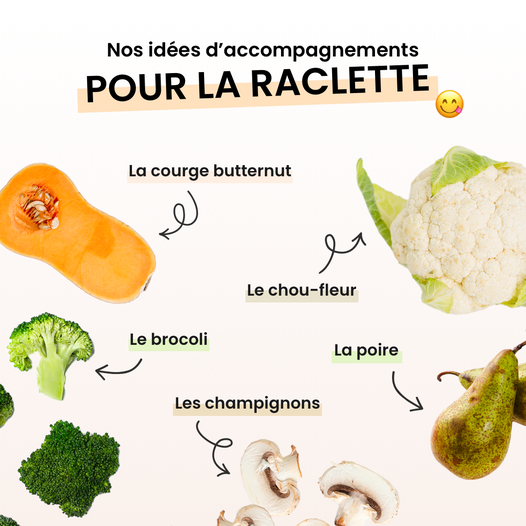 Nos idées d’accompagnements
POUR LA RACLETTE
La courge butternut
Le chou-fleur
Le brocoli
La poire
Les champignons